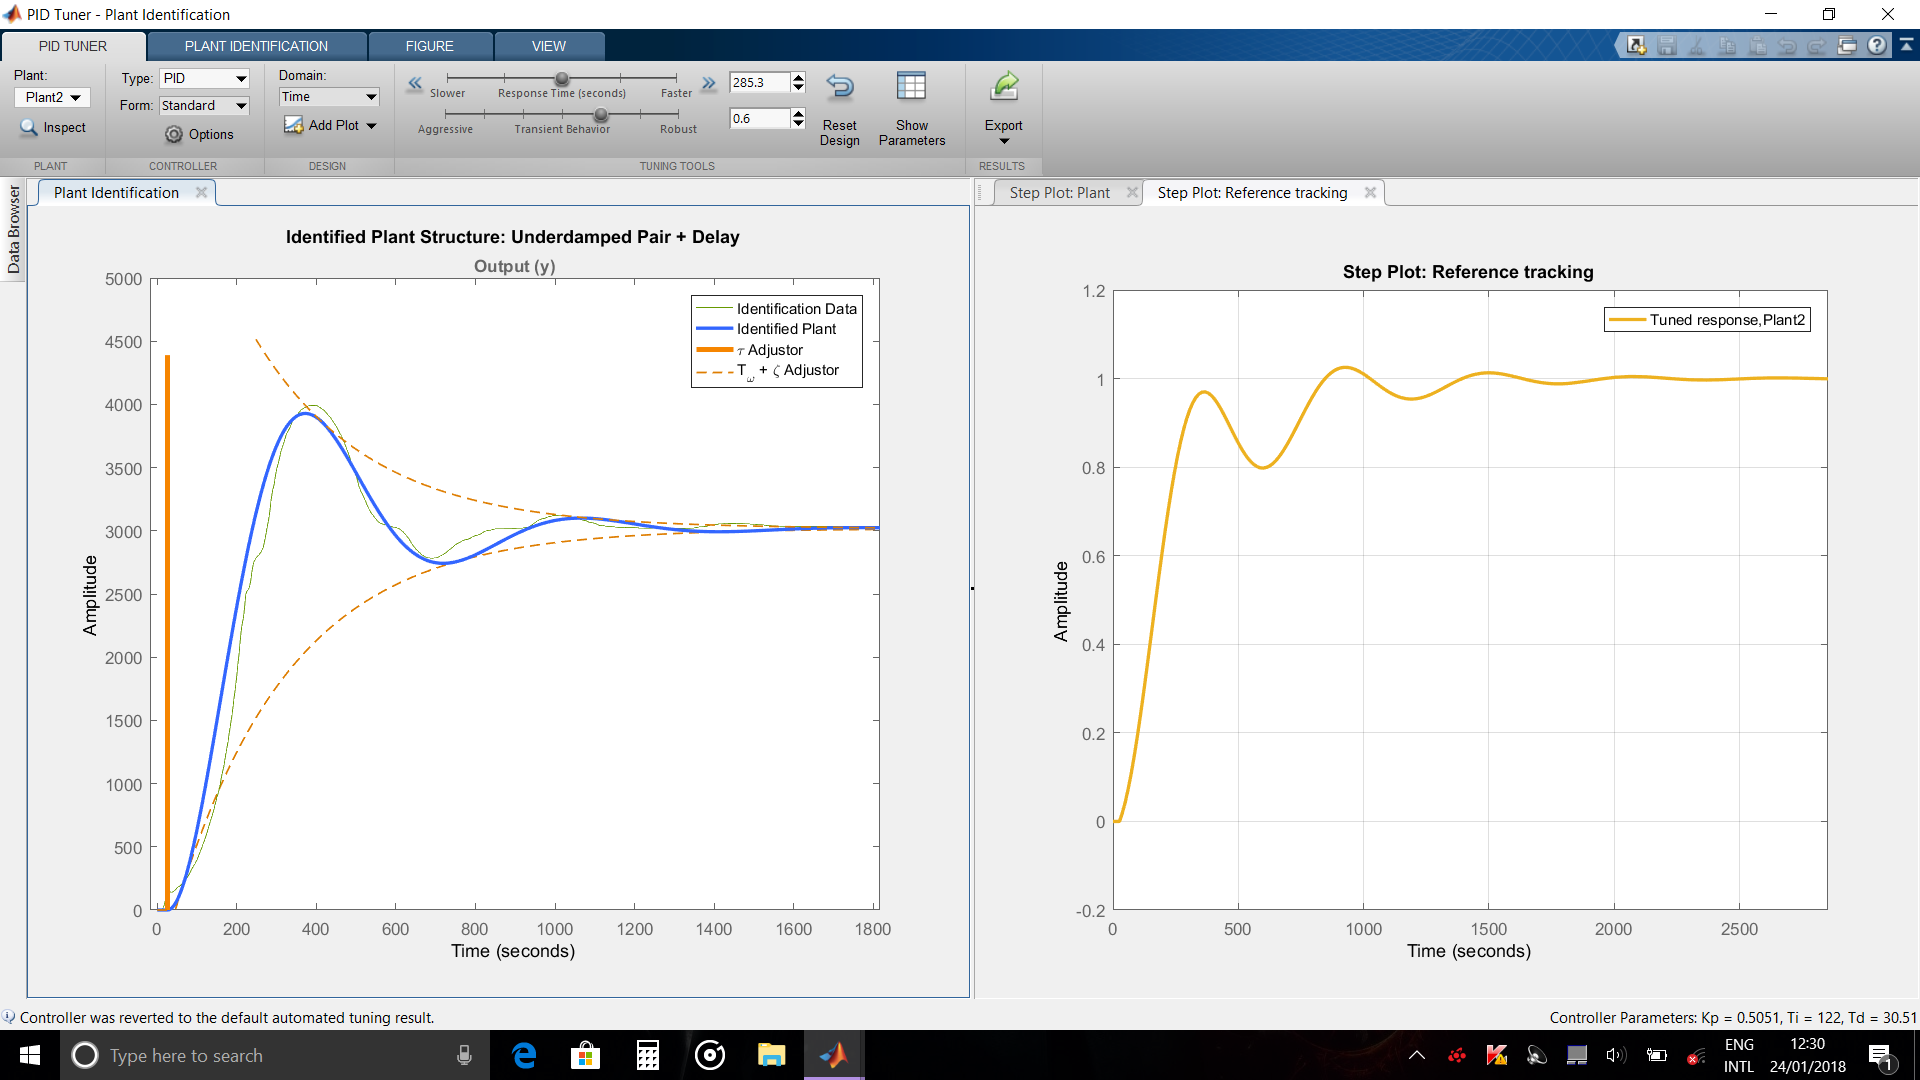 PID Tuner - Plant Identification
PID TUNER
PLANT IDENTIFICATION
FIGURE
VIEW
Plant:
Plant2
Inspect
PLANT
Type: PID
Form: Standard
Options
CONTROLLER
Domain:
Time
Add Plot
DESIGN
Slower Response Time (seconds) Faster
285.3
Aggressive Transient Behavior Robust
0.6
Reset
Design
Show
Parameters
TUNING TOOLS
Export
RESULTS
Data Browser
Plant Identification
Identified Plant Structure: Underdamped Pair + Delay
Output (y)
Identification Data
Identified Plant
τ Adjustor
Tω + ζ Adjustor
5000
4500
4000
3500
3000
2500
2000
1500
1000
500
0
Amplitude
0 200 400 600 800 1000 1200 1400 1600 1800
Time (seconds)
Step Plot: Plant
Step Plot: Reference tracking
Step Plot: Reference tracking
Tuned response,Plant2
1.2
1
0.8
0.6
0.4
0.2
0
-0.2
Amplitude
0 500 1000 1500 2000 2500
Time (seconds)
Controller was reverted to the default automated tuning result.
Controller Parameters: Kp = 0.5051, Ti = 122, Td = 30.51
Type here to search
ENG
INTL
12:30
24/01/2018
1